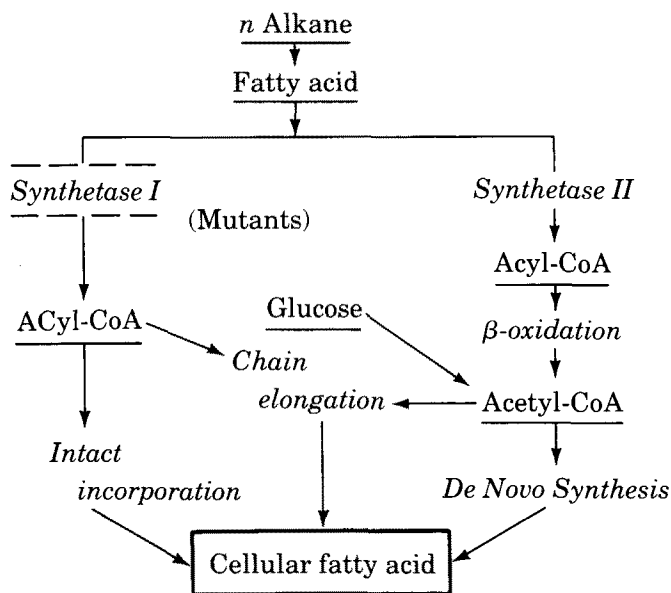 n Alkane
Fatty acid
Synthetase I
Synthetase II
(Mutants)
Acyl-CoA
Glucose
ACyl-CoA
β-oxidation
Chain
elongation
Acetyl-CoA
Intact
incorporation
De Novo Synthesis
Cellular fatty acid